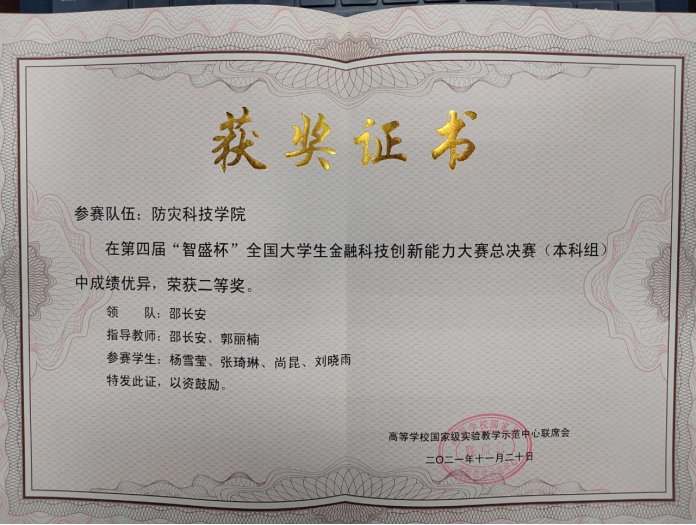 获奖证书
参赛队伍：防灾科技学院
在第四届“智盛杯”全国大学生金融科技创新能力大赛总决赛（本科组）
中成绩优异，荣获二等奖。
领　　队：邵长安
指导教师：邵长安、郭丽楠
参赛学生：杨雪莹、张琦琳、尚昆、刘晓雨
特发此证，以资鼓励。
高等学校国家级实验教学示范中心联席会
二〇二一年十一月二十日